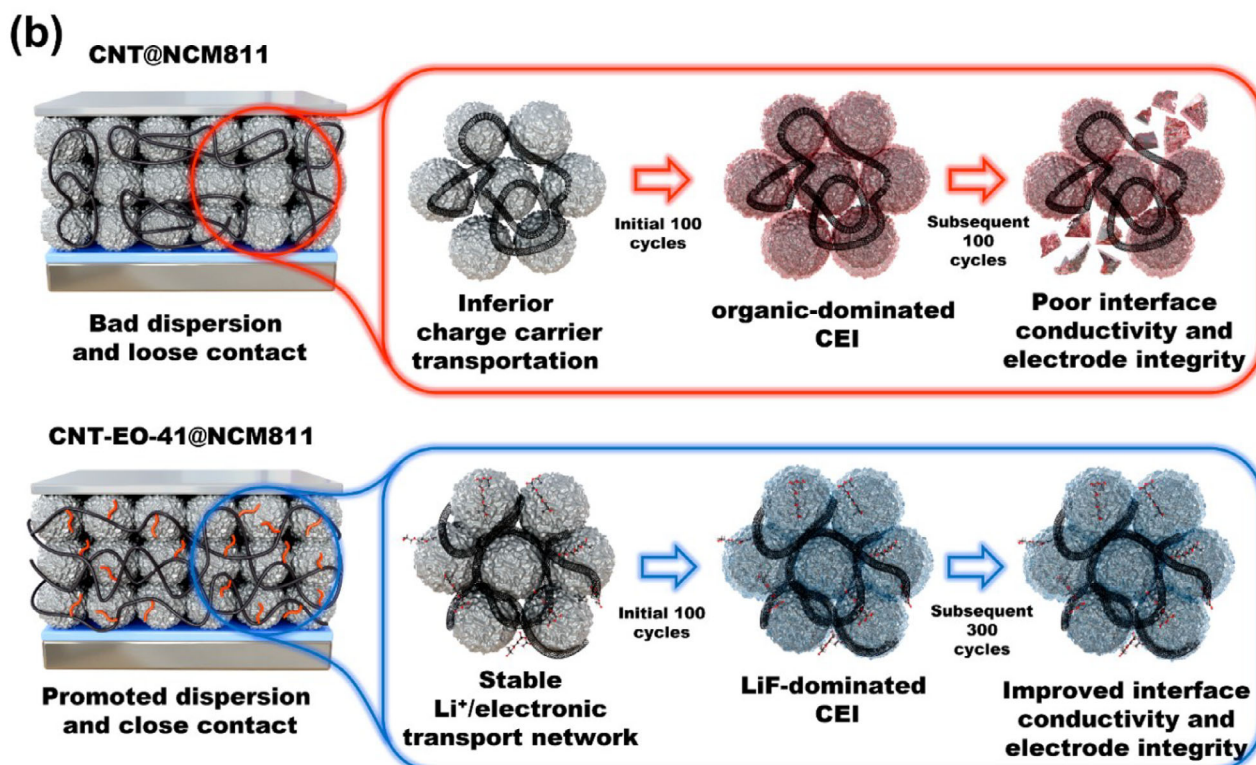 (b)
CNT@NCM811
Bad dispersion
and loose contact
Inferior
charge carrier
transportation
Initial 100
cycles
organic-dominated
CEI
Subsequent
100
cycles
Poor interface
conductivity and
electrode integrity
CNT-EO-41@NCM811
Promoted dispersion
and close contact
Stable
Li⁺/electronic
transport network
Initial 100
cycles
LiF-dominated
CEI
Subsequent
300
cycles
Improved interface
conductivity and
electrode integrity